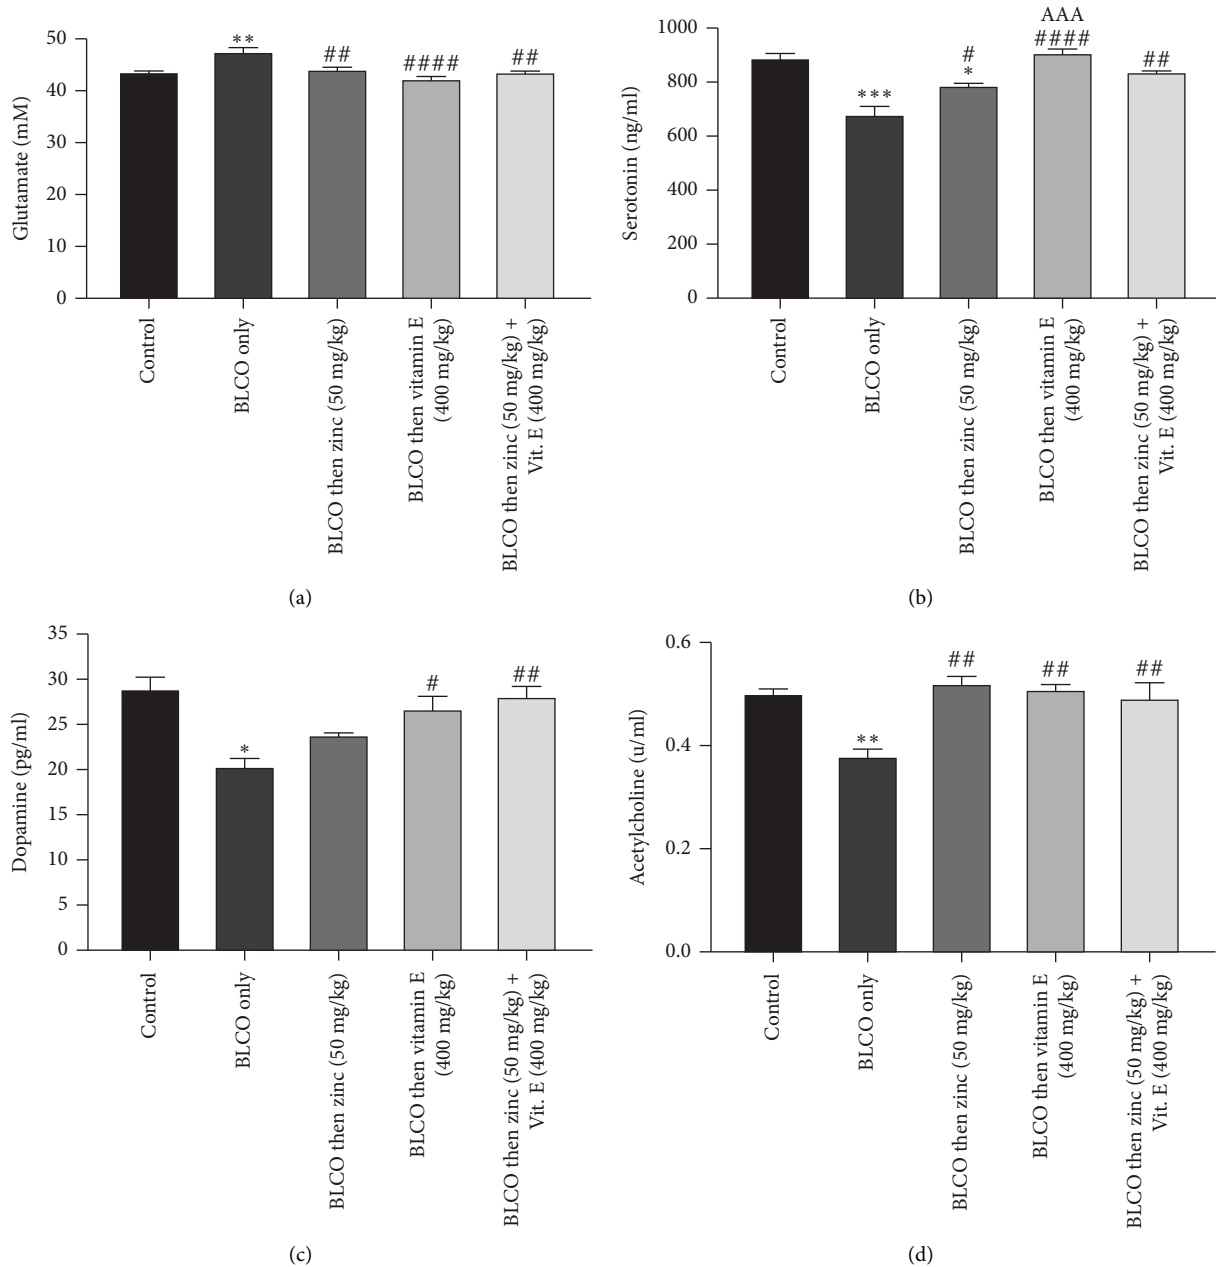 Glutamate (mM)
50
40
30
20
10
0
**
##
####
##
Control
BLCO only
BLCO then zinc (50 mg/kg)
BLCO then vitamin E
(400 mg/kg)
BLCO then zinc (50 mg/kg) +
Vit. E (400 mg/kg)
(a)
Serotonin (ng/ml)
1000
800
600
400
200
0
***
#
*
AAA
####
##
Control
BLCO only
BLCO then zinc (50 mg/kg)
BLCO then vitamin E
(400 mg/kg)
BLCO then zinc (50 mg/kg) +
Vit. E (400 mg/kg)
(b)
Dopamine (pg/ml)
35
30
25
20
15
10
5
0
*
#
##
Control
BLCO only
BLCO then zinc (50 mg/kg)
BLCO then vitamin E
(400 mg/kg)
BLCO then zinc (50 mg/kg) +
Vit. E (400 mg/kg)
(c)
Acetylcholine (u/ml)
0.6
0.4
0.2
0.0
**
##
##
##
Control
BLCO only
BLCO then zinc (50 mg/kg)
BLCO then vitamin E
(400 mg/kg)
BLCO then zinc (50 mg/kg) +
Vit. E (400 mg/kg)
(d)